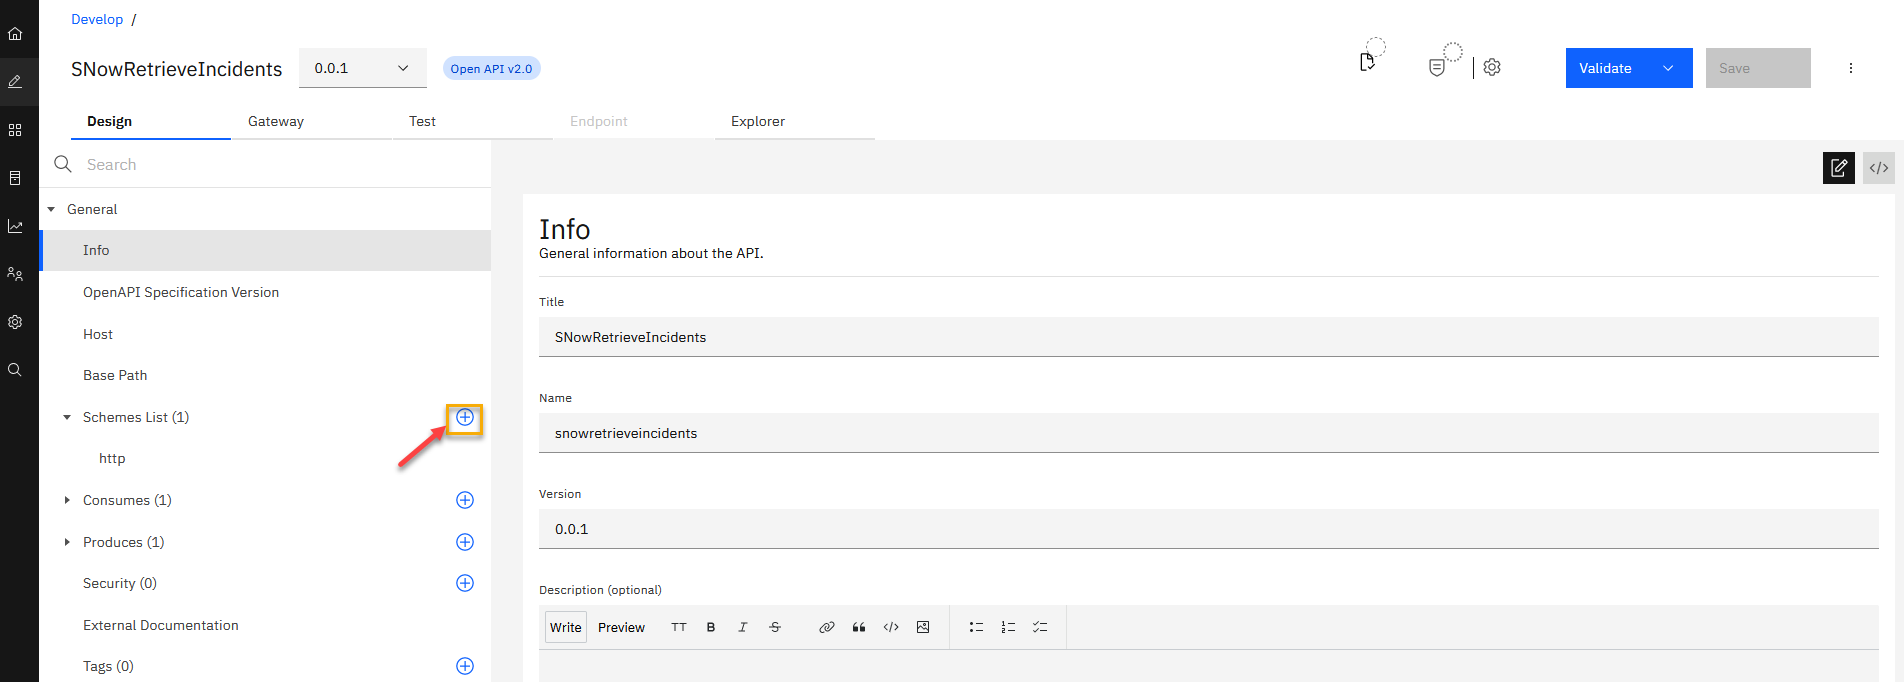 Develop /
SNowRetrieveIncidents
0.0.1
Open API v2.0
Validate
Save
Design
Gateway
Test
Endpoint
Explorer
Search
General
Info
OpenAPI Specification Version
Host
Base Path
Schemes List (1)
http
Consumes (1)
Produces (1)
Security (0)
External Documentation
Tags (0)
Info
General information about the API.
Title
SNowRetrieveIncidents
Name
snowretrieveincidents
Version
0.0.1
Description (optional)
Write Preview TT B I S